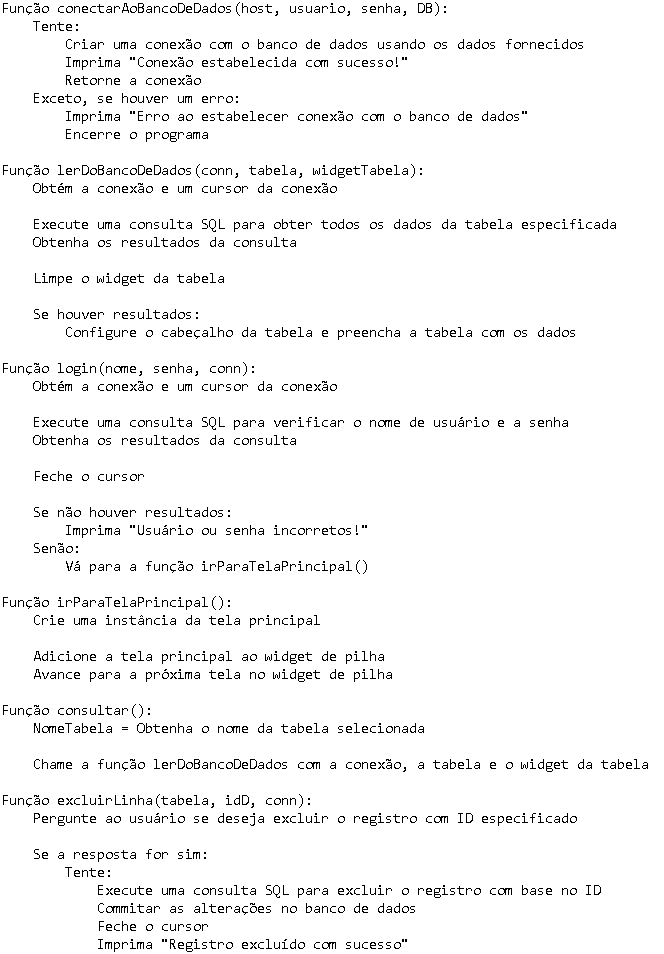 Função conectarAoBancoDeDados(host, usuario, senha, DB):
Tente:
Criar uma conexão com o banco de dados usando os dados fornecidos
Imprima "Conexão estabelecida com sucesso!"
Retorne a conexão
Exceto, se houver um erro:
Imprima "Erro ao estabelecer conexão com o banco de dados"
Encerre o programa
Função lerDoBancoDeDados(conn, tabela, widgetTabela):
Obtém a conexão e um cursor da conexão
Execute uma consulta SQL para obter todos os dados da tabela especificada
Obtenha os resultados da consulta
Limpe o widget da tabela
Se houver resultados:
Configure o cabeçalho da tabela e preencha a tabela com os dados
Função login(nome, senha, conn):
Obtém a conexão e um cursor da conexão
Execute uma consulta SQL para verificar o nome de usuário e a senha
Obtenha os resultados da consulta
Feche o cursor
Se não houver resultados:
Imprima "Usuário ou senha incorretos!"
Senão:
Vá para a função irParaTelaPrincipal()
Função irParaTelaPrincipal():
Crie uma instância da tela principal
Adicione a tela principal ao widget de pilha
Avance para a próxima tela no widget de pilha
Função consultar():
NomeTabela = Obtenha o nome da tabela selecionada
Chame a função lerDoBancoDeDados com a conexão, a tabela e o widget da tabela
Função excluirLinha(tabela, idD, conn):
Pergunte ao usuário se deseja excluir o registro com ID especificado
Se a resposta for sim:
Tente:
Execute uma consulta SQL para excluir o registro com base no ID
Commitar as alterações no banco de dados
Feche o cursor
Imprima "Registro excluído com sucesso"